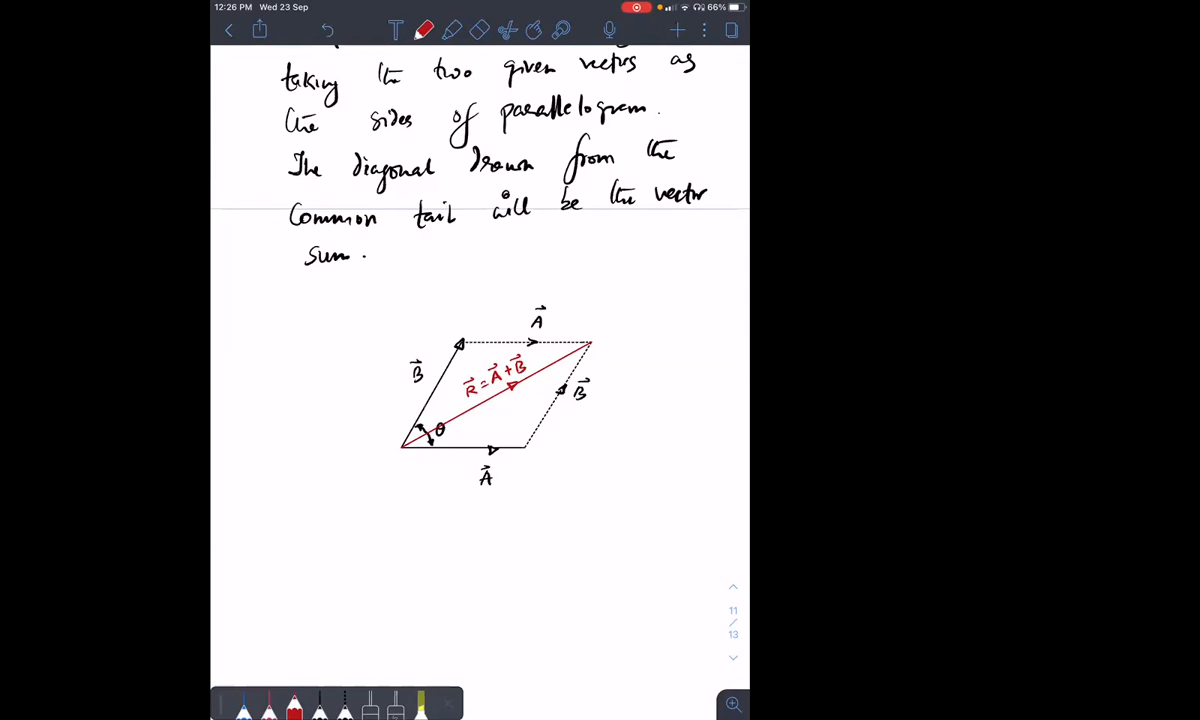 12:26 PM Wed 23 Sep
66%
taking the two given vectors as
the sides of parallelogram.
The diagonal drawn from the
Common tail will be the vector
sum.
A⃗
B⃗
R⃗ = A⃗ + B⃗
B⃗
θ
A⃗
11
/
13